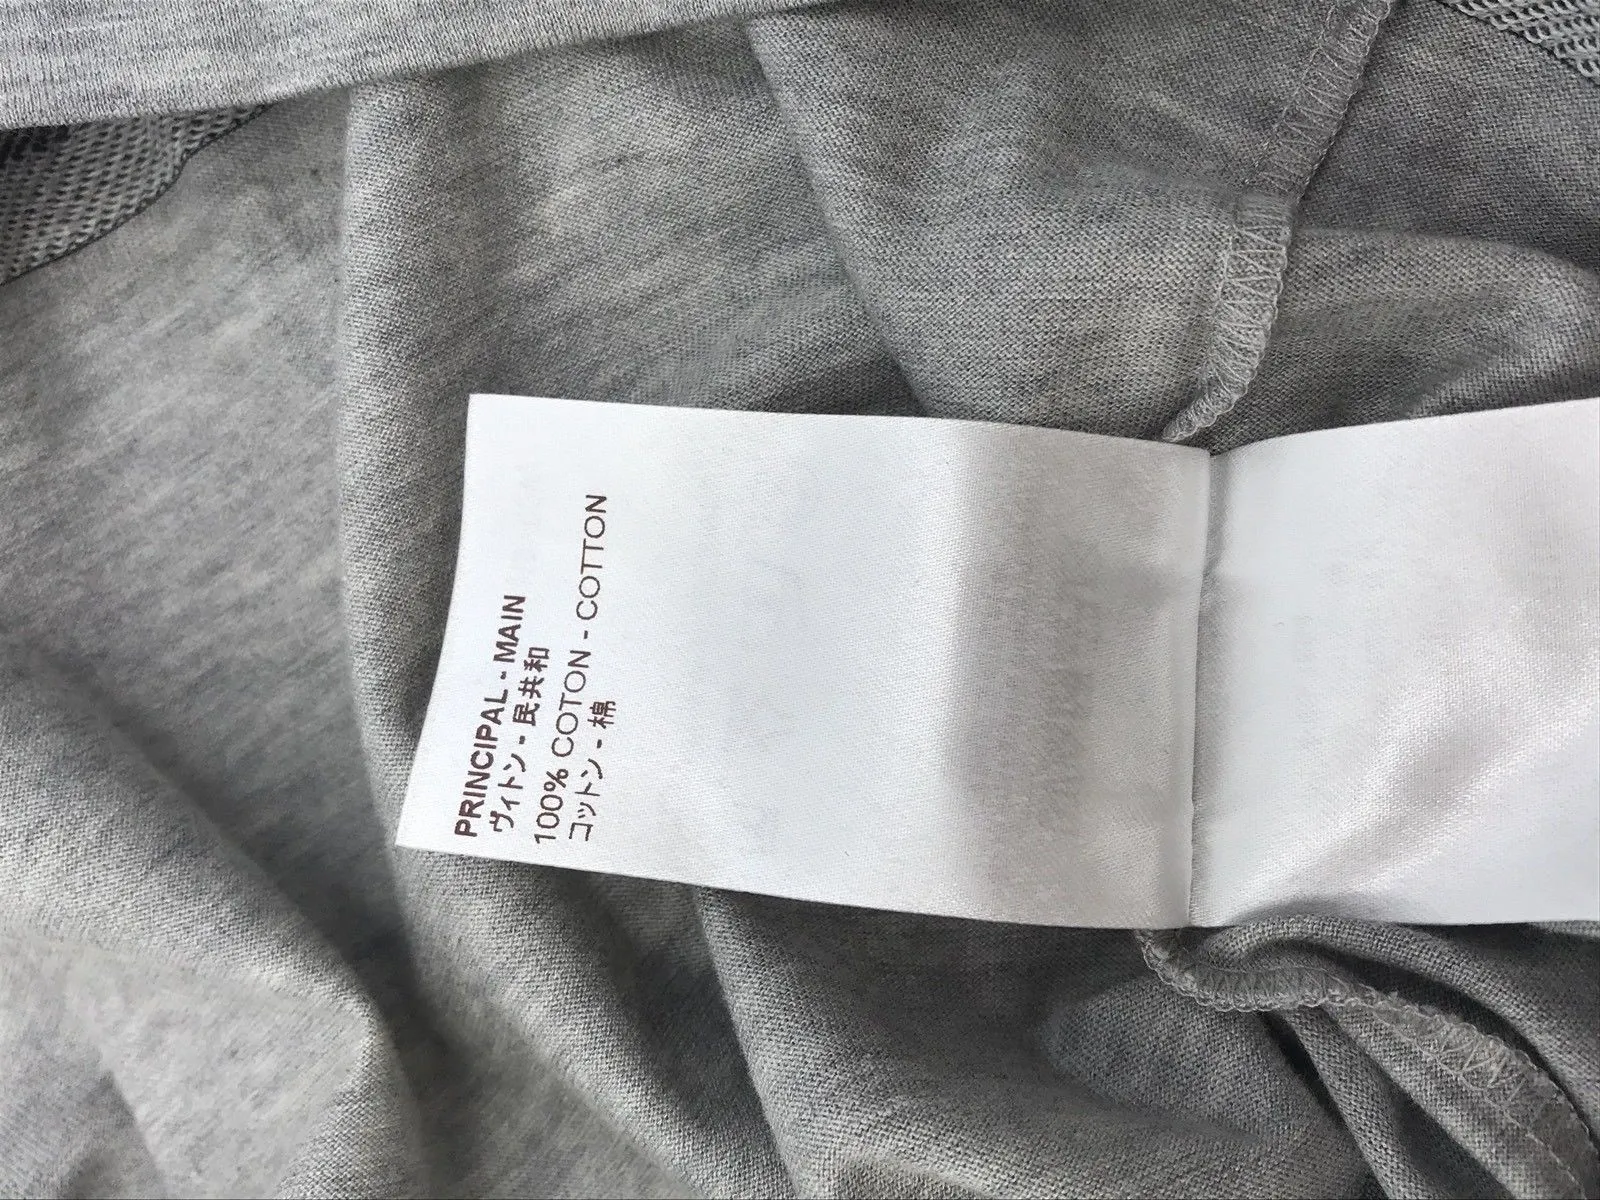 PRINCIPAL - MAIN
ヴィトン - 民共和
100% COTON - COTTON
コットン - 棉